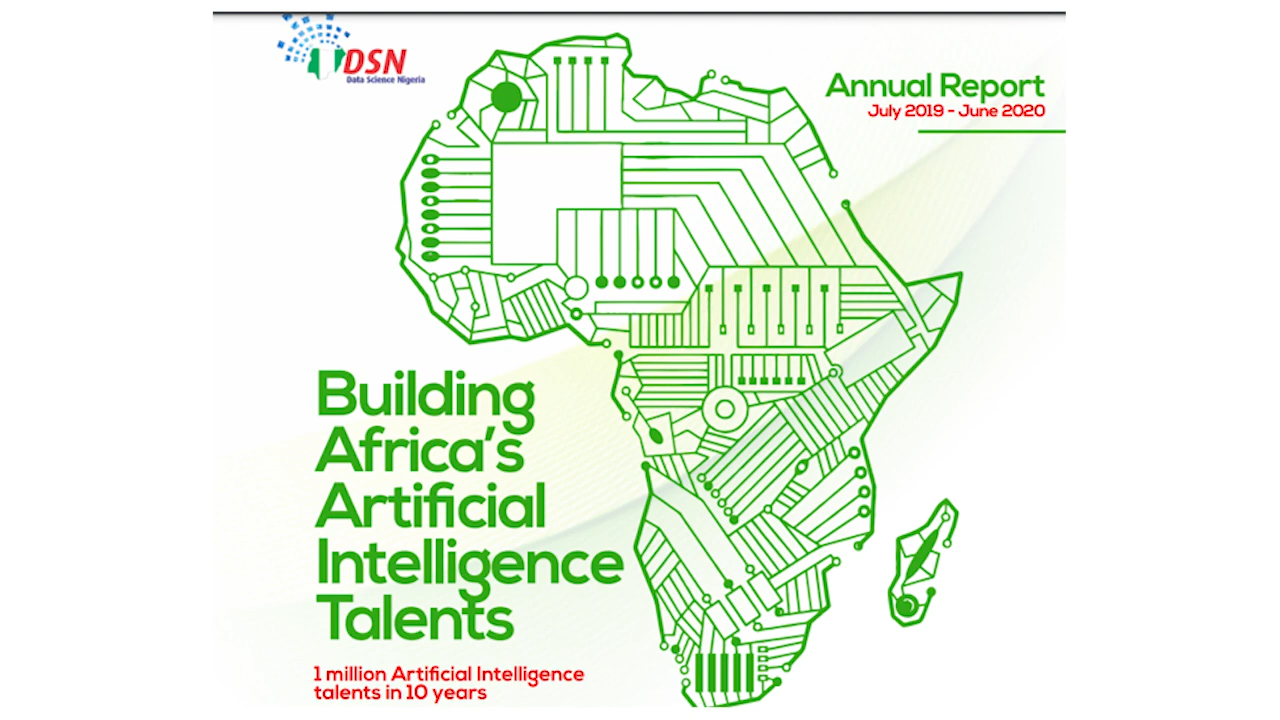 DSN
Data Science Nigeria
Annual Report
July 2019 - June 2020
Building
Africa's
Artificial
Intelligence
Talents
1 million Artificial Intelligence
talents in 10 years